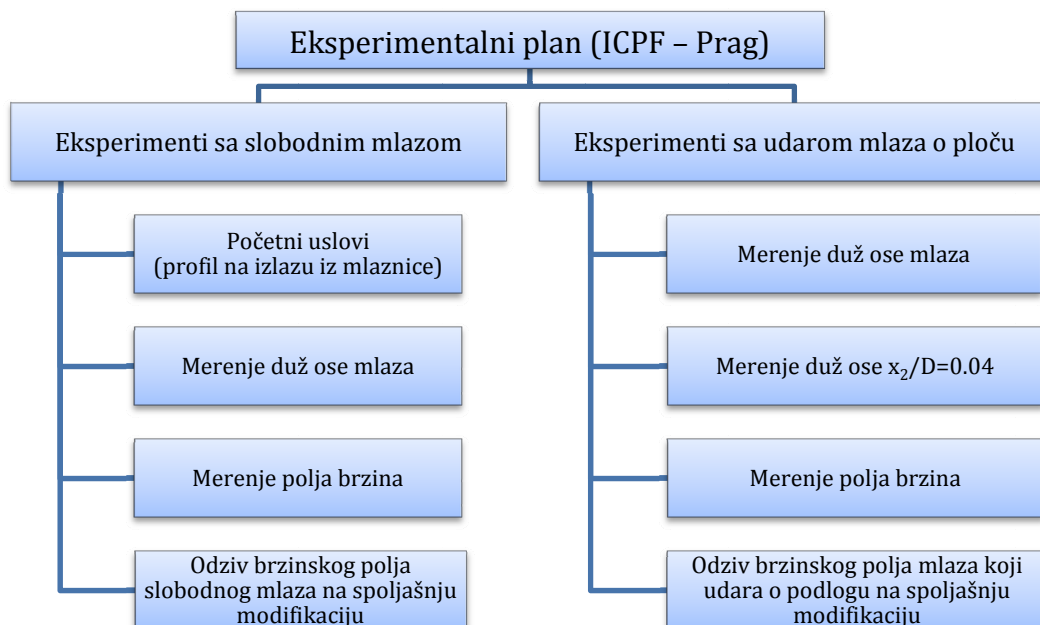 Eksperimentalni plan (ICPF – Prag)
Eksperimenti sa slobodnim mlazom
Početni uslovi
(profil na izlazu iz mlaznice)
Merenje duž ose mlaza
Merenje polja brzina
Odziv brzinskog polja
slobodnog mlaza na spoljašnju
modifikaciju
Eksperimenti sa udarom mlaza o ploču
Merenje duž ose mlaza
Merenje duž ose x₂/D=0.04
Merenje polja brzina
Odziv brzinskog polja mlaza koji
udara o podlogu na spoljašnju
modifikaciju